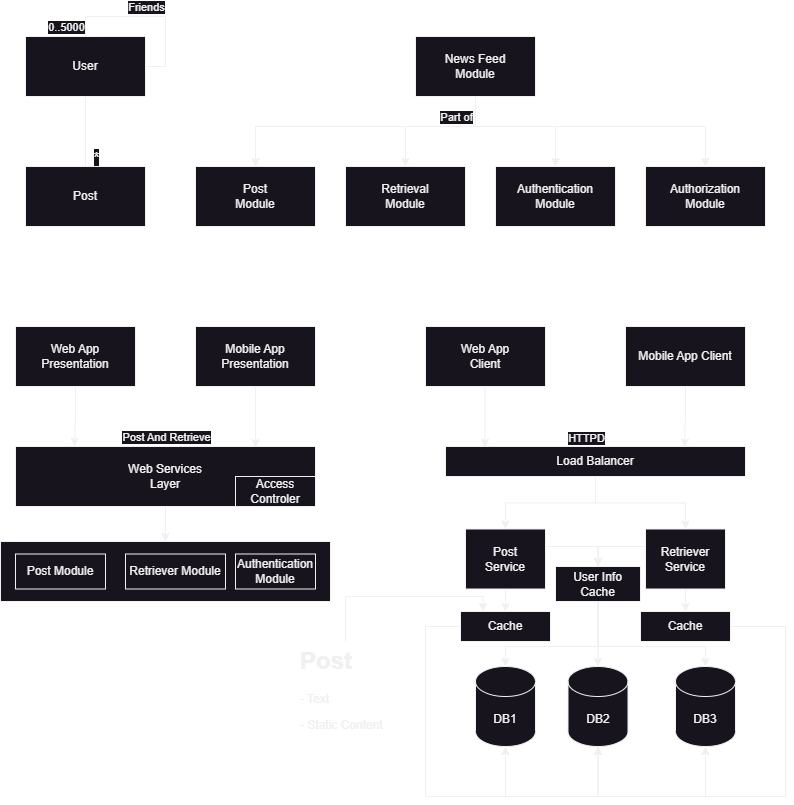 Friends
0..5000
User
*
Post
News Feed
Module
Part of
Post
Module
Retrieval
Module
Authentication
Module
Authorization
Module
Web App
Presentation
Mobile App
Presentation
Post And Retrieve
Web Services
Layer
Access
Controler
Post Module
Retriever Module
Authentication
Module
Web App
Client
Mobile App Client
HTTPD
Load Balancer
Post
Service
Retriever
Service
User Info
Cache
Cache
Cache
Post
- Text
- Static Content
DB1
DB2
DB3